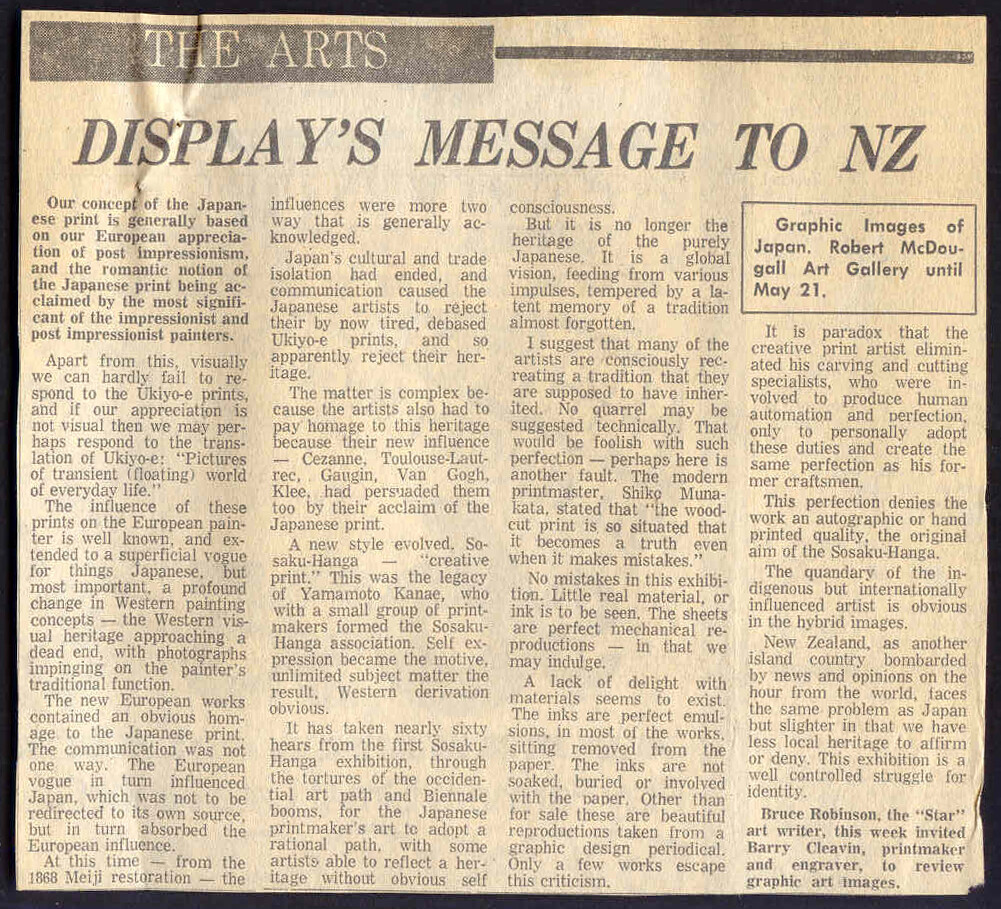 THE ARTS
DISPLAY'S MESSAGE TO NZ
Our concept of the Japan-
ese print is generally based
on our European apprecia-
tion of post impressionism,
and the romantic notion of
the Japanese print being ac-
claimed by the most signifi-
cant of the impressionist and
post impressionist painters.
Apart from this, visually
we can hardly fail to re-
spond to the Ukiyo-e prints,
and if our appreciation is
not visual then we may per-
haps respond to the trans-
lation of Ukiyo-e: "Pictures
of transient (floating) world
of everyday life."
The influence of these
prints on the European pain-
ter is well known, and ex-
tended to a superficial vogue
for things Japanese, but
most important, a profound
change in Western painting
concepts — the Western vis-
ual heritage approaching a
dead end, with photographs
impinging on the painter's
traditional function.
The new European works
contained an obvious hom-
age to the Japanese print.
The communication was not
one way. The European
vogue in turn influenced
Japan, which was not to be
redirected to its own source,
but in turn absorbed the
European influence.
At this time — from the
1868 Meiji restoration — the
influences were more two
way that is generally ac-
knowledged.
Japan's cultural and trade
isolation had ended, and
communication caused the
Japanese artists to reject
their by now tired, debased
Ukiyo-e prints, and so
apparently reject their her-
itage.
The matter is complex be-
cause the artists also had to
pay homage to this heritage
because their new influence
— Cezanne, Toulouse-Laut-
rec, Gaugin, Van Gogh,
Klee, had persuaded them
too by their acclaim of the
Japanese print.
A new style evolved. So-
saku-Hanga — "creative
print." This was the legacy
of Yamamoto Kanae, who
with a small group of print-
makers formed the Sosaku-
Hanga association. Self ex-
pression became the motive,
unlimited subject matter the
result, Western derivation
obvious.
It has taken nearly sixty
hears from the first Sosaku-
Hanga exhibition, through
the tortures of the occiden-
tial art path and Biennale
booms, for the Japanese
printmaker's art to adopt a
rational path, with some
artists able to reflect a her-
itage without obvious self
consciousness.
But it is no longer the
heritage of the purely
Japanese. It is a global
vision, feeding from various
impulses, tempered by a la-
tent memory of a tradition
almost forgotten.
I suggest that many of the
artists are consciously rec-
reating a tradition that they
are supposed to have inher-
ited. No quarrel may be
suggested technically. That
would be foolish with such
perfection — perhaps here is
another fault. The modern
printmaster, Shiko Muna-
kata, stated that "the wood-
cut print is so situated that
it becomes a truth even
when it makes mistakes."
No mistakes in this exhibi-
tion. Little real material, or
ink is to be seen. The sheets
are perfect mechanical re-
productions — in that we
may indulge.
A lack of delight with
materials seems to exist.
The inks are perfect emul-
sions, in most of the works,
sitting removed from the
paper. The inks are not
soaked, buried or involved
with the paper. Other than
for sale these are beautiful
reproductions taken from a
graphic design periodical.
Only a few works escape
this criticism.
Graphic Images of
Japan. Robert McDou-
gall Art Gallery until
May 21.
It is paradox that the
creative print artist elimin-
ated his carving and cutting
specialists, who were in-
volved to produce human
automation and perfection,
only to personally adopt
these duties and create the
same perfection as his for-
mer craftsmen.
This perfection denies the
work an autographic or hand
printed quality, the original
aim of the Sosaku-Hanga.
The quandary of the in-
digenous but internationally
influenced artist is obvious
in the hybrid images.
New Zealand, as another
island country bombarded
by news and opinions on the
hour from the world, faces
the same problem as Japan
but slighter in that we have
less local heritage to affirm
or deny. This exhibition is a
well controlled struggle for
identity.
Bruce Robinson, the "Star"
art writer, this week invited
Barry Cleavin, printmaker
and engraver, to review
graphic art images.